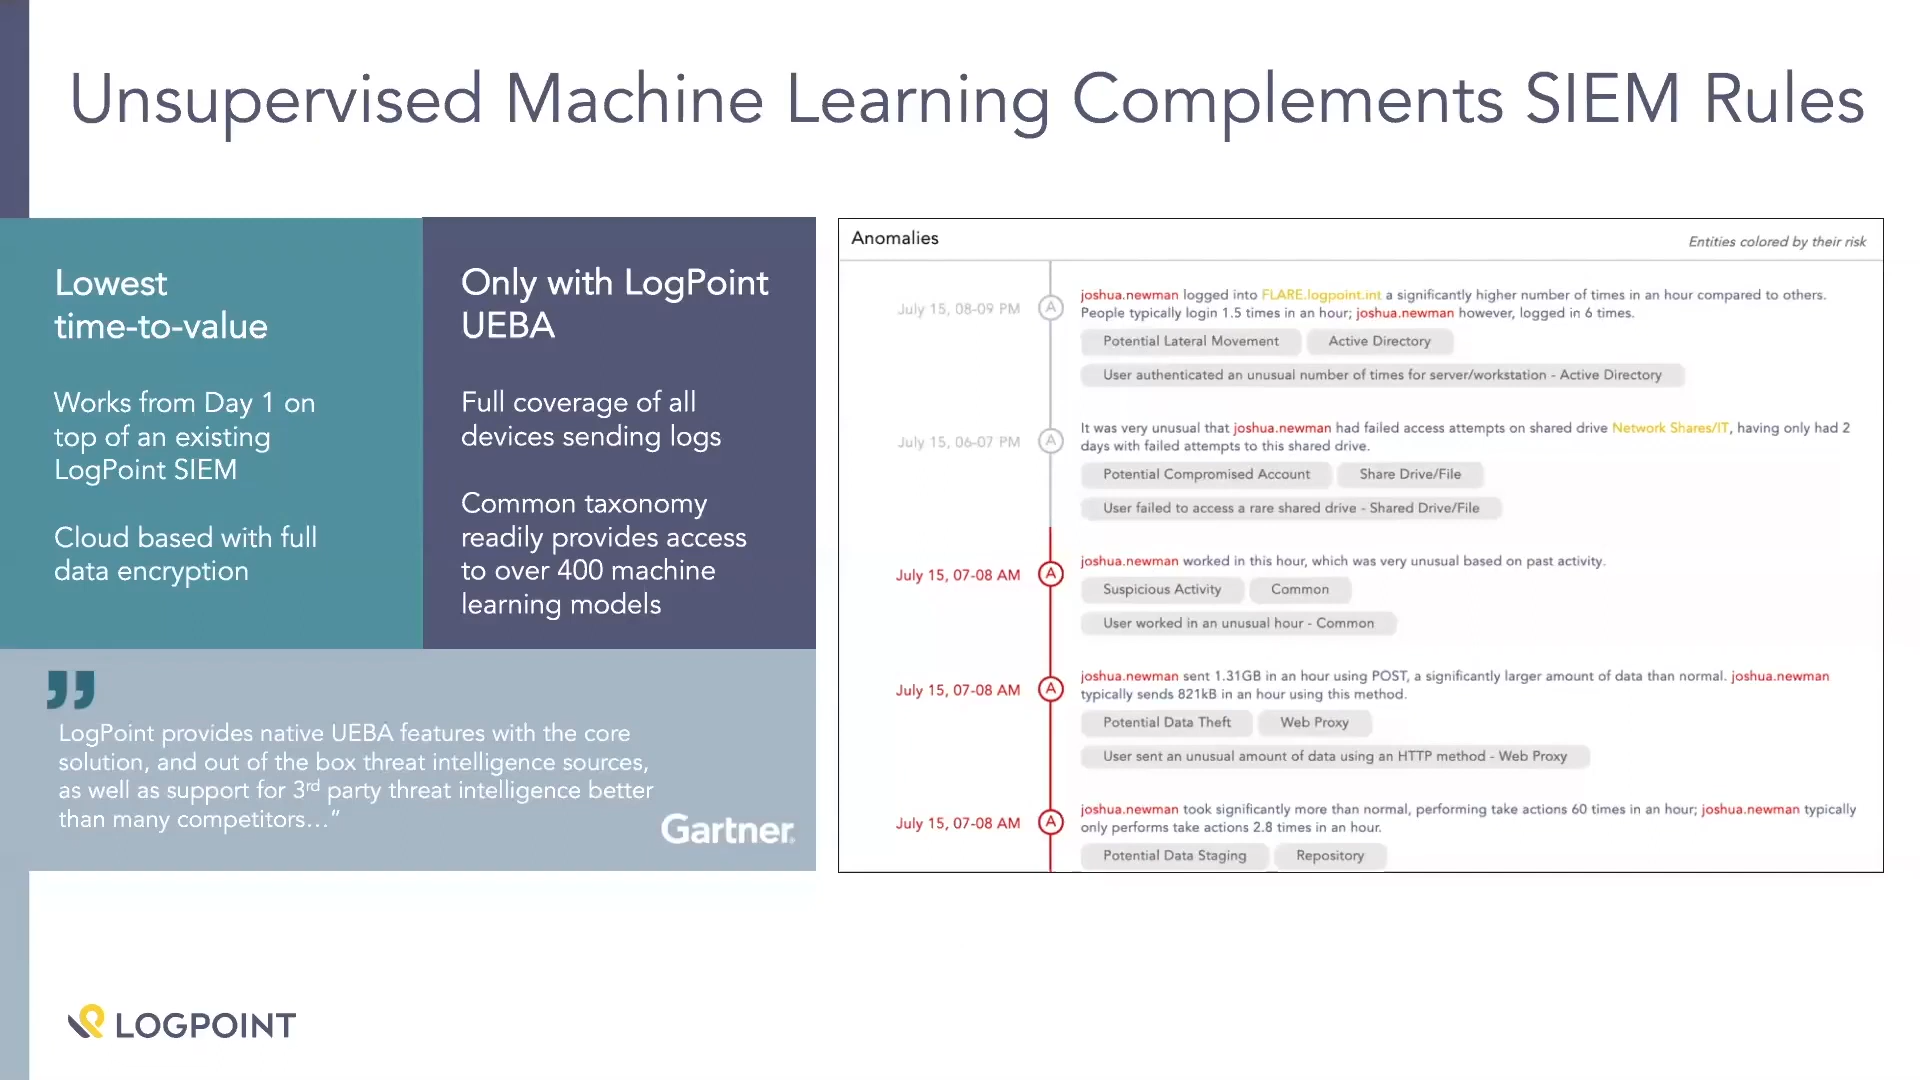 Unsupervised Machine Learning Complements SIEM Rules
Lowest
time-to-value
Works from Day 1 on
top of an existing
LogPoint SIEM
Cloud based with full
data encryption
Only with LogPoint
UEBA
Full coverage of all
devices sending logs
Common taxonomy
readily provides access
to over 400 machine
learning models
”
LogPoint provides native UEBA features with the core
solution, and out of the box threat intelligence sources,
as well as support for 3rd party threat intelligence better
than many competitors…”
Gartner.
Anomalies
Entities colored by their risk
July 15, 08-09 PM
A
joshua.newman logged into FLARE.logpoint.int a significantly higher number of times in an hour compared to others.
People typically login 1.5 times in an hour; joshua.newman however, logged in 6 times.
Potential Lateral Movement Active Directory
User authenticated an unusual number of times for server/workstation - Active Directory
July 15, 06-07 PM
A
It was very unusual that joshua.newman had failed access attempts on shared drive Network Shares/IT, having only had 2
days with failed attempts to this shared drive.
Potential Compromised Account Share Drive/File
User failed to access a rare shared drive - Shared Drive/File
July 15, 07-08 AM
A
joshua.newman worked in this hour, which was very unusual based on past activity.
Suspicious Activity Common
User worked in an unusual hour - Common
July 15, 07-08 AM
A
joshua.newman sent 1.31GB in an hour using POST, a significantly larger amount of data than normal. joshua.newman
typically sends 821kB in an hour using this method.
Potential Data Theft Web Proxy
User sent an unusual amount of data using an HTTP method - Web Proxy
July 15, 07-08 AM
A
joshua.newman took significantly more than normal, performing take actions 60 times in an hour; joshua.newman typically
only performs take actions 2.8 times in an hour.
Potential Data Staging Repository
LOGPOINT